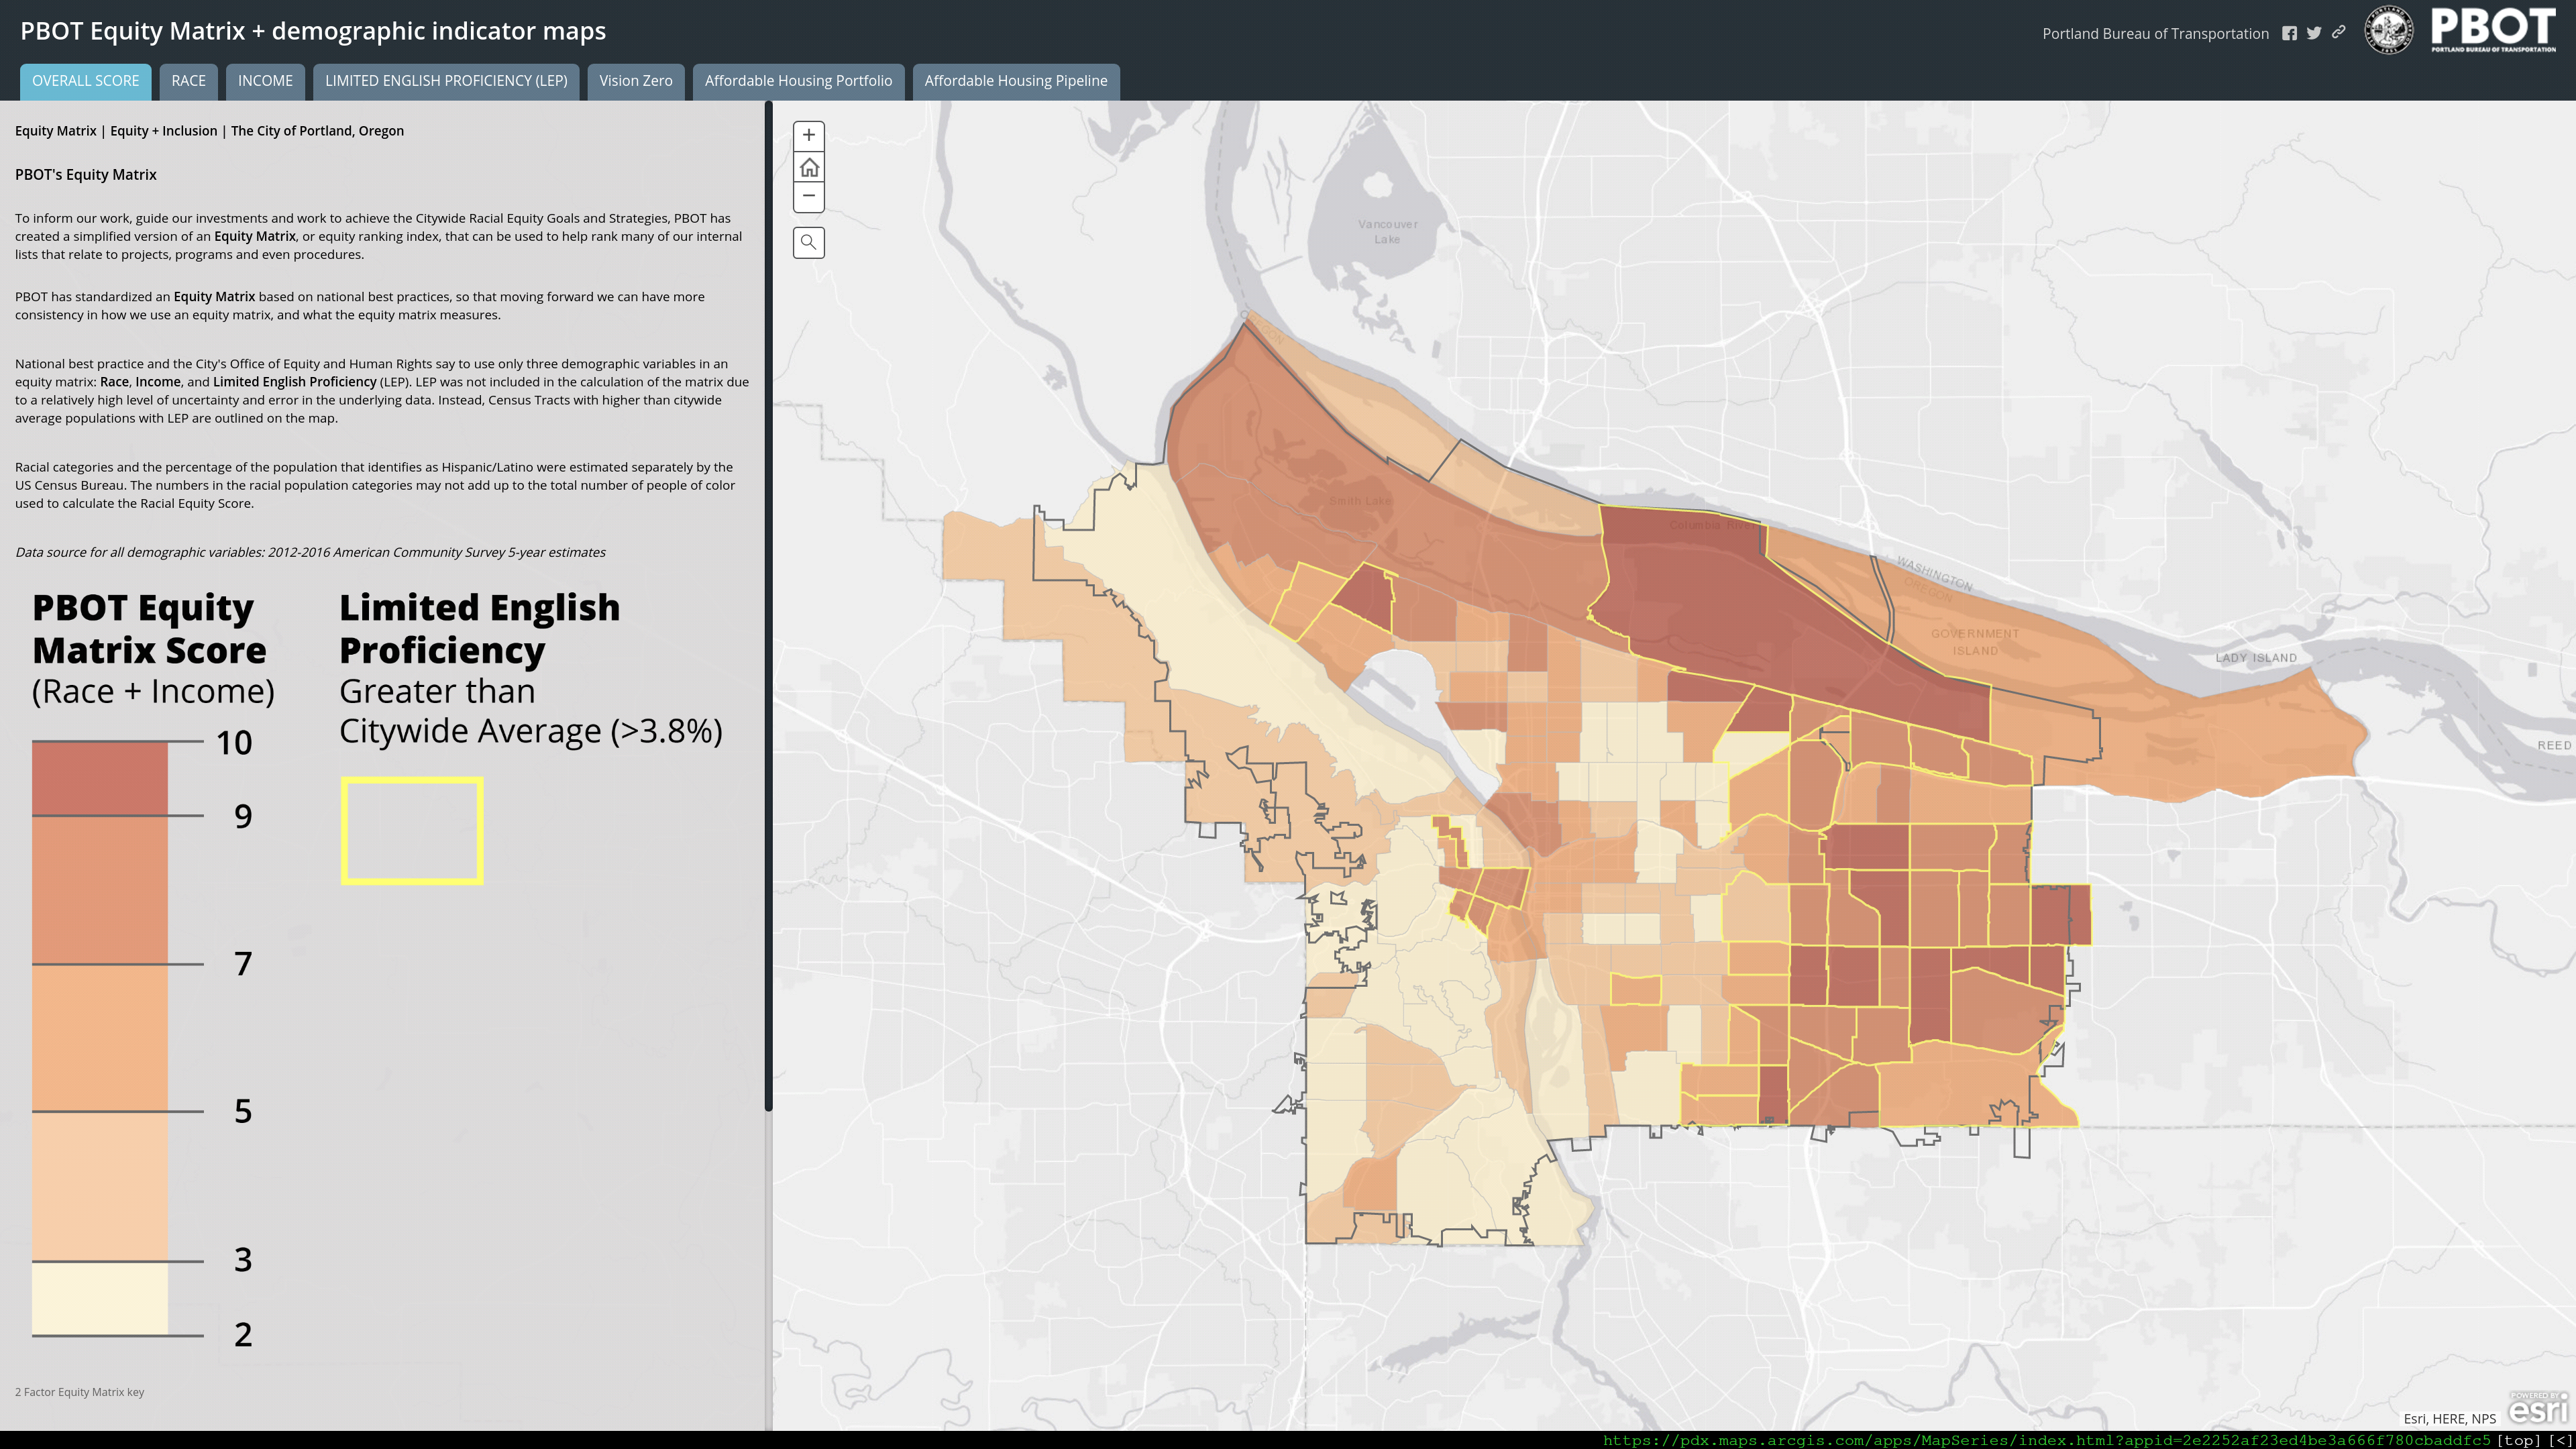 PBOT Equity Matrix + demographic indicator maps
Portland Bureau of Transportation
PBOT
PORTLAND BUREAU OF TRANSPORTATION
OVERALL SCORE
RACE
INCOME
LIMITED ENGLISH PROFICIENCY (LEP)
Vision Zero
Affordable Housing Portfolio
Affordable Housing Pipeline
Equity Matrix | Equity + Inclusion | The City of Portland, Oregon
PBOT's Equity Matrix
To inform our work, guide our investments and work to achieve the Citywide Racial Equity Goals and Strategies, PBOT has
created a simplified version of an Equity Matrix, or equity ranking index, that can be used to help rank many of our internal
lists that relate to projects, programs and even procedures.
PBOT has standardized an Equity Matrix based on national best practices, so that moving forward we can have more
consistency in how we use an equity matrix, and what the equity matrix measures.
National best practice and the City's Office of Equity and Human Rights say to use only three demographic variables in an
equity matrix: Race, Income, and Limited English Proficiency (LEP). LEP was not included in the calculation of the matrix due
to a relatively high level of uncertainty and error in the underlying data. Instead, Census Tracts with higher than citywide
average populations with LEP are outlined on the map.
Racial categories and the percentage of the population that identifies as Hispanic/Latino were estimated separately by the
US Census Bureau. The numbers in the racial population categories may not add up to the total number of people of color
used to calculate the Racial Equity Score.
Data source for all demographic variables: 2012-2016 American Community Survey 5-year estimates
PBOT Equity
Matrix Score
(Race + Income)
10
9
7
5
3
2
Limited English
Proficiency
Greater than
Citywide Average (>3.8%)
2 Factor Equity Matrix key
+
−
Vancouver
Lake
Smith Lake
Columbia River
WASHINGTON
OREGON
GOVERNMENT
ISLAND
LADY ISLAND
REED
Esri, HERE, NPS
POWERED BY
esri
https://pdx.maps.arcgis.com/apps/MapSeries/index.html?appid=2e2252af23ed4be3a666f780cbaddfc5 [top] [<